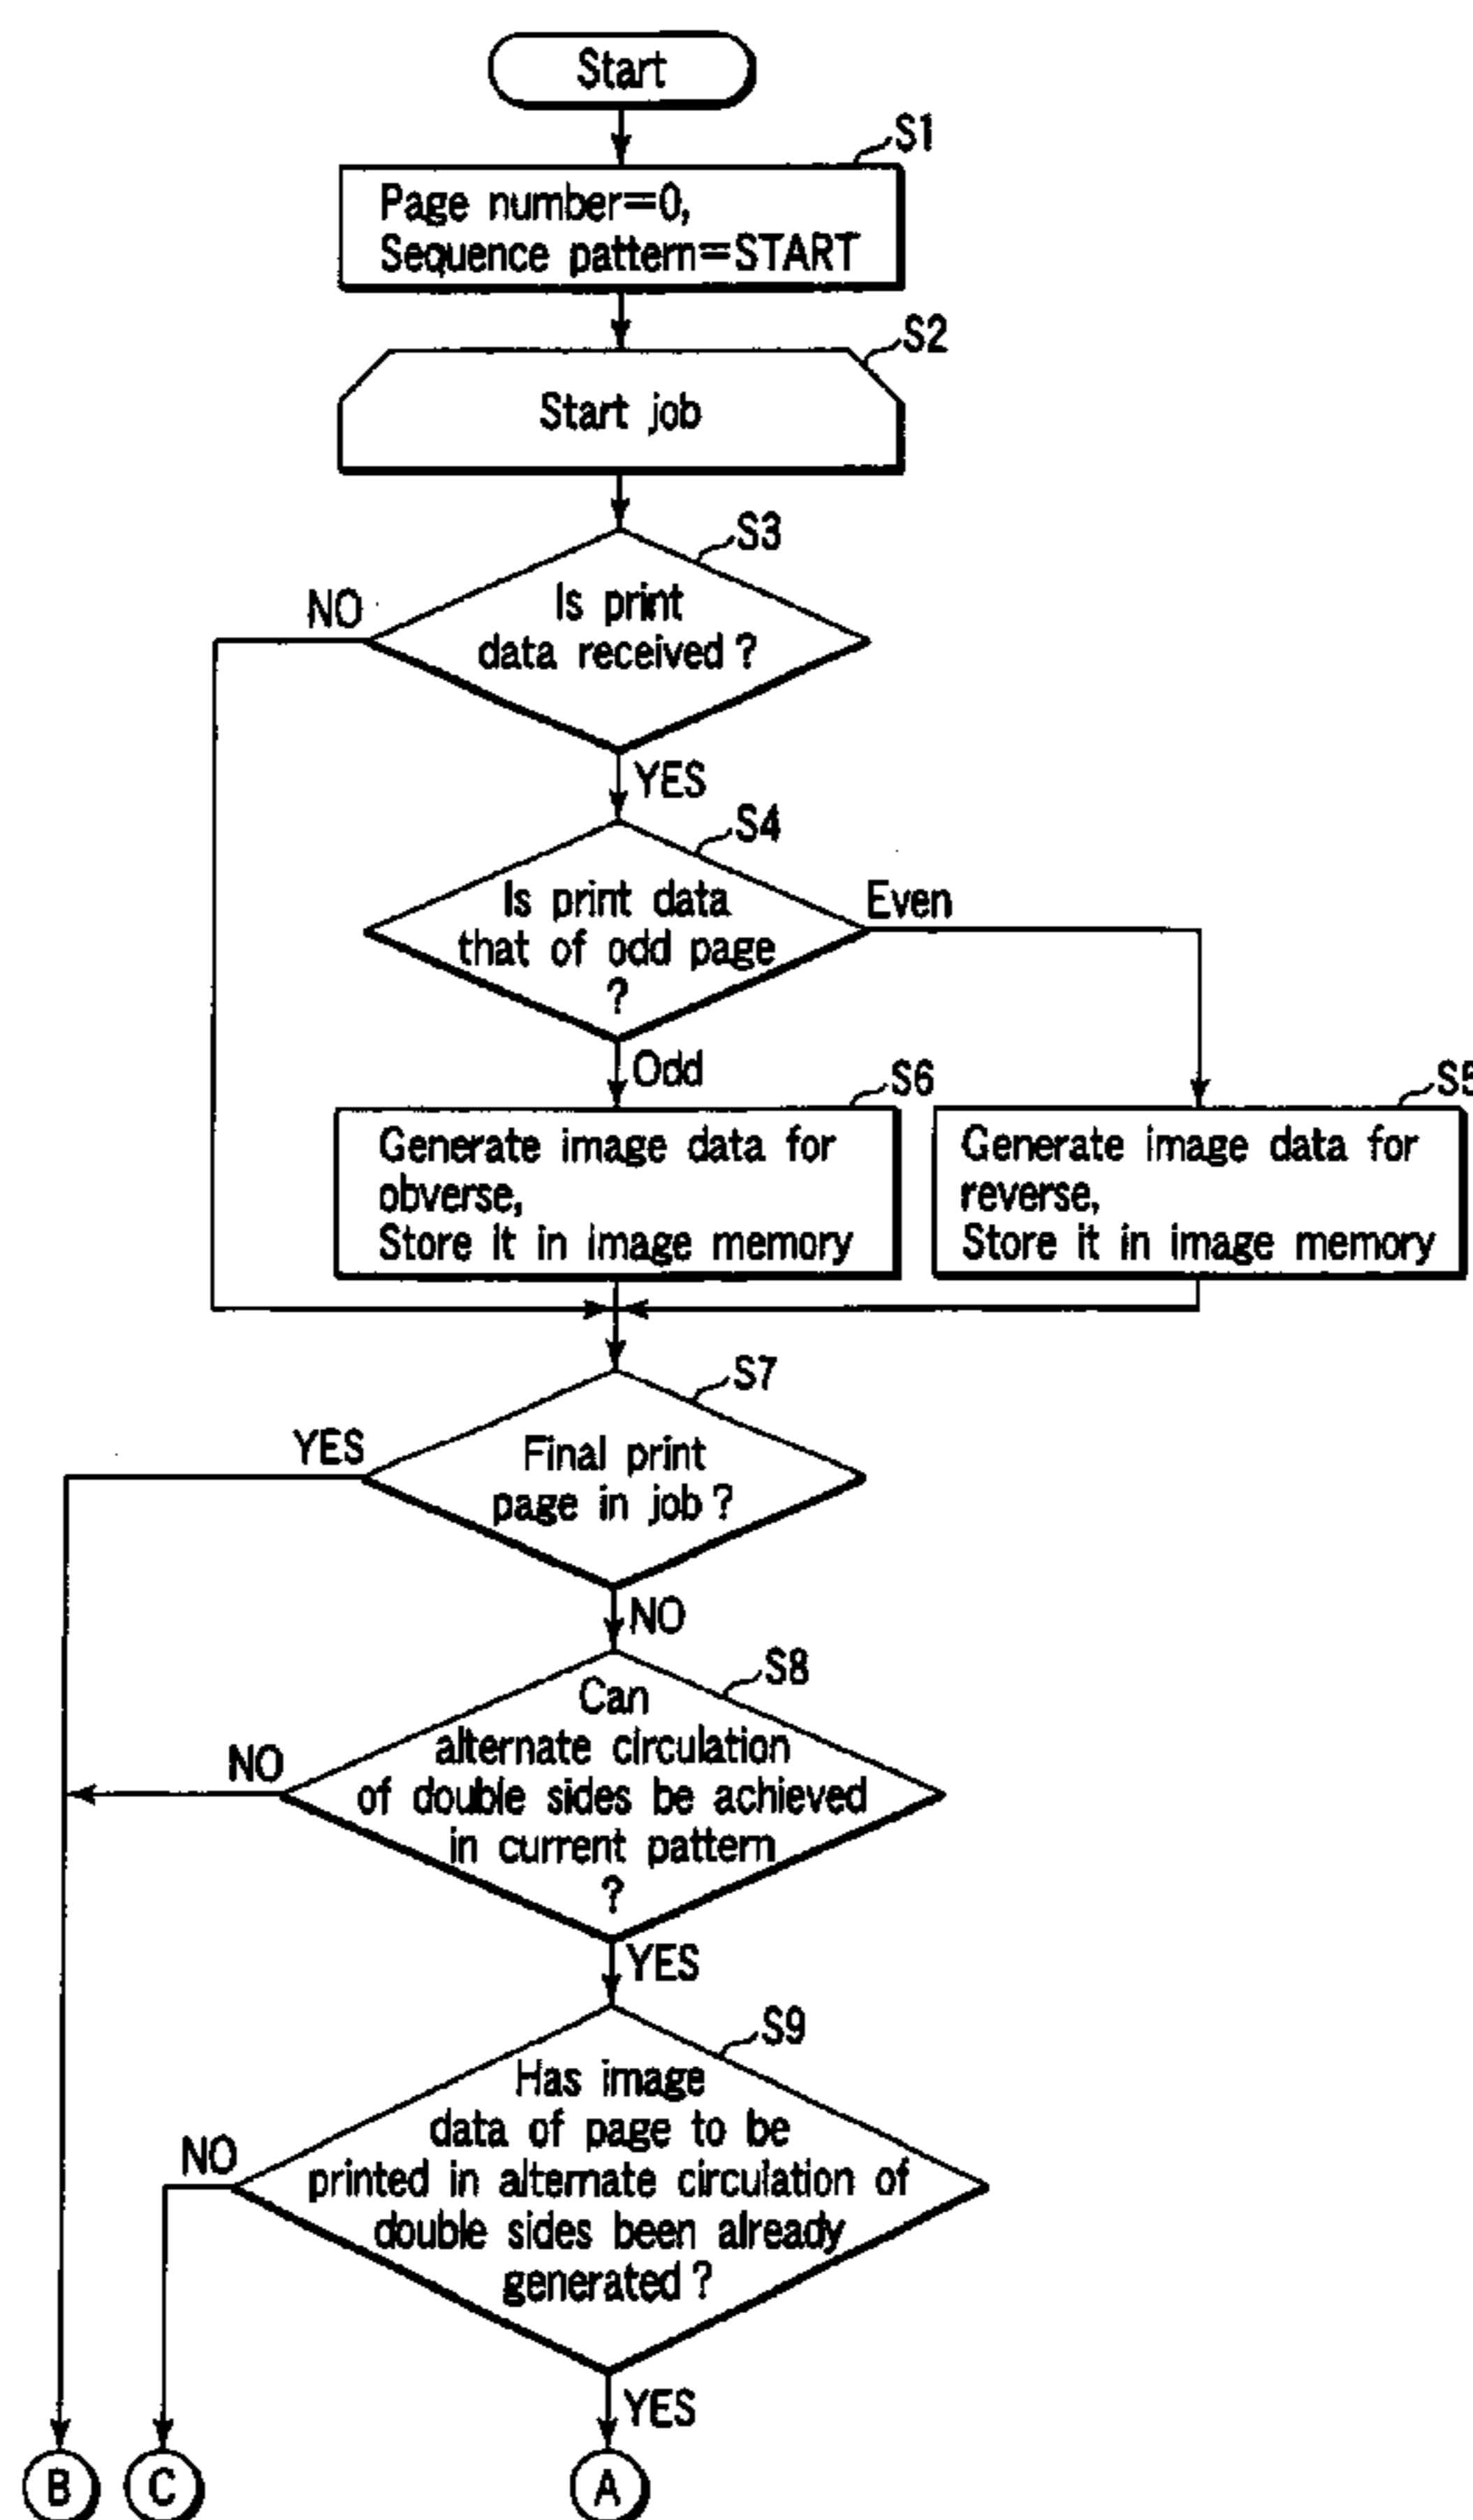 Start
S1
Page number=0,
Sequence pattern=START
S2
Start job
S3
NO
Is print
data received ?
YES
S4
Is print data
that of odd page
?
Even
Odd
S6
S5
Generate image data for
obverse,
Store it in image memory
Generate image data for
reverse,
Store it in image memory
S7
YES
Final print
page in job ?
NO
S8
Can
alternate circulation
of double sides be achieved
in current pattern
?
NO
YES
S9
Has image
data of page to be
printed in alternate circulation of
double sides been already
generated ?
NO
YES
B
C
A